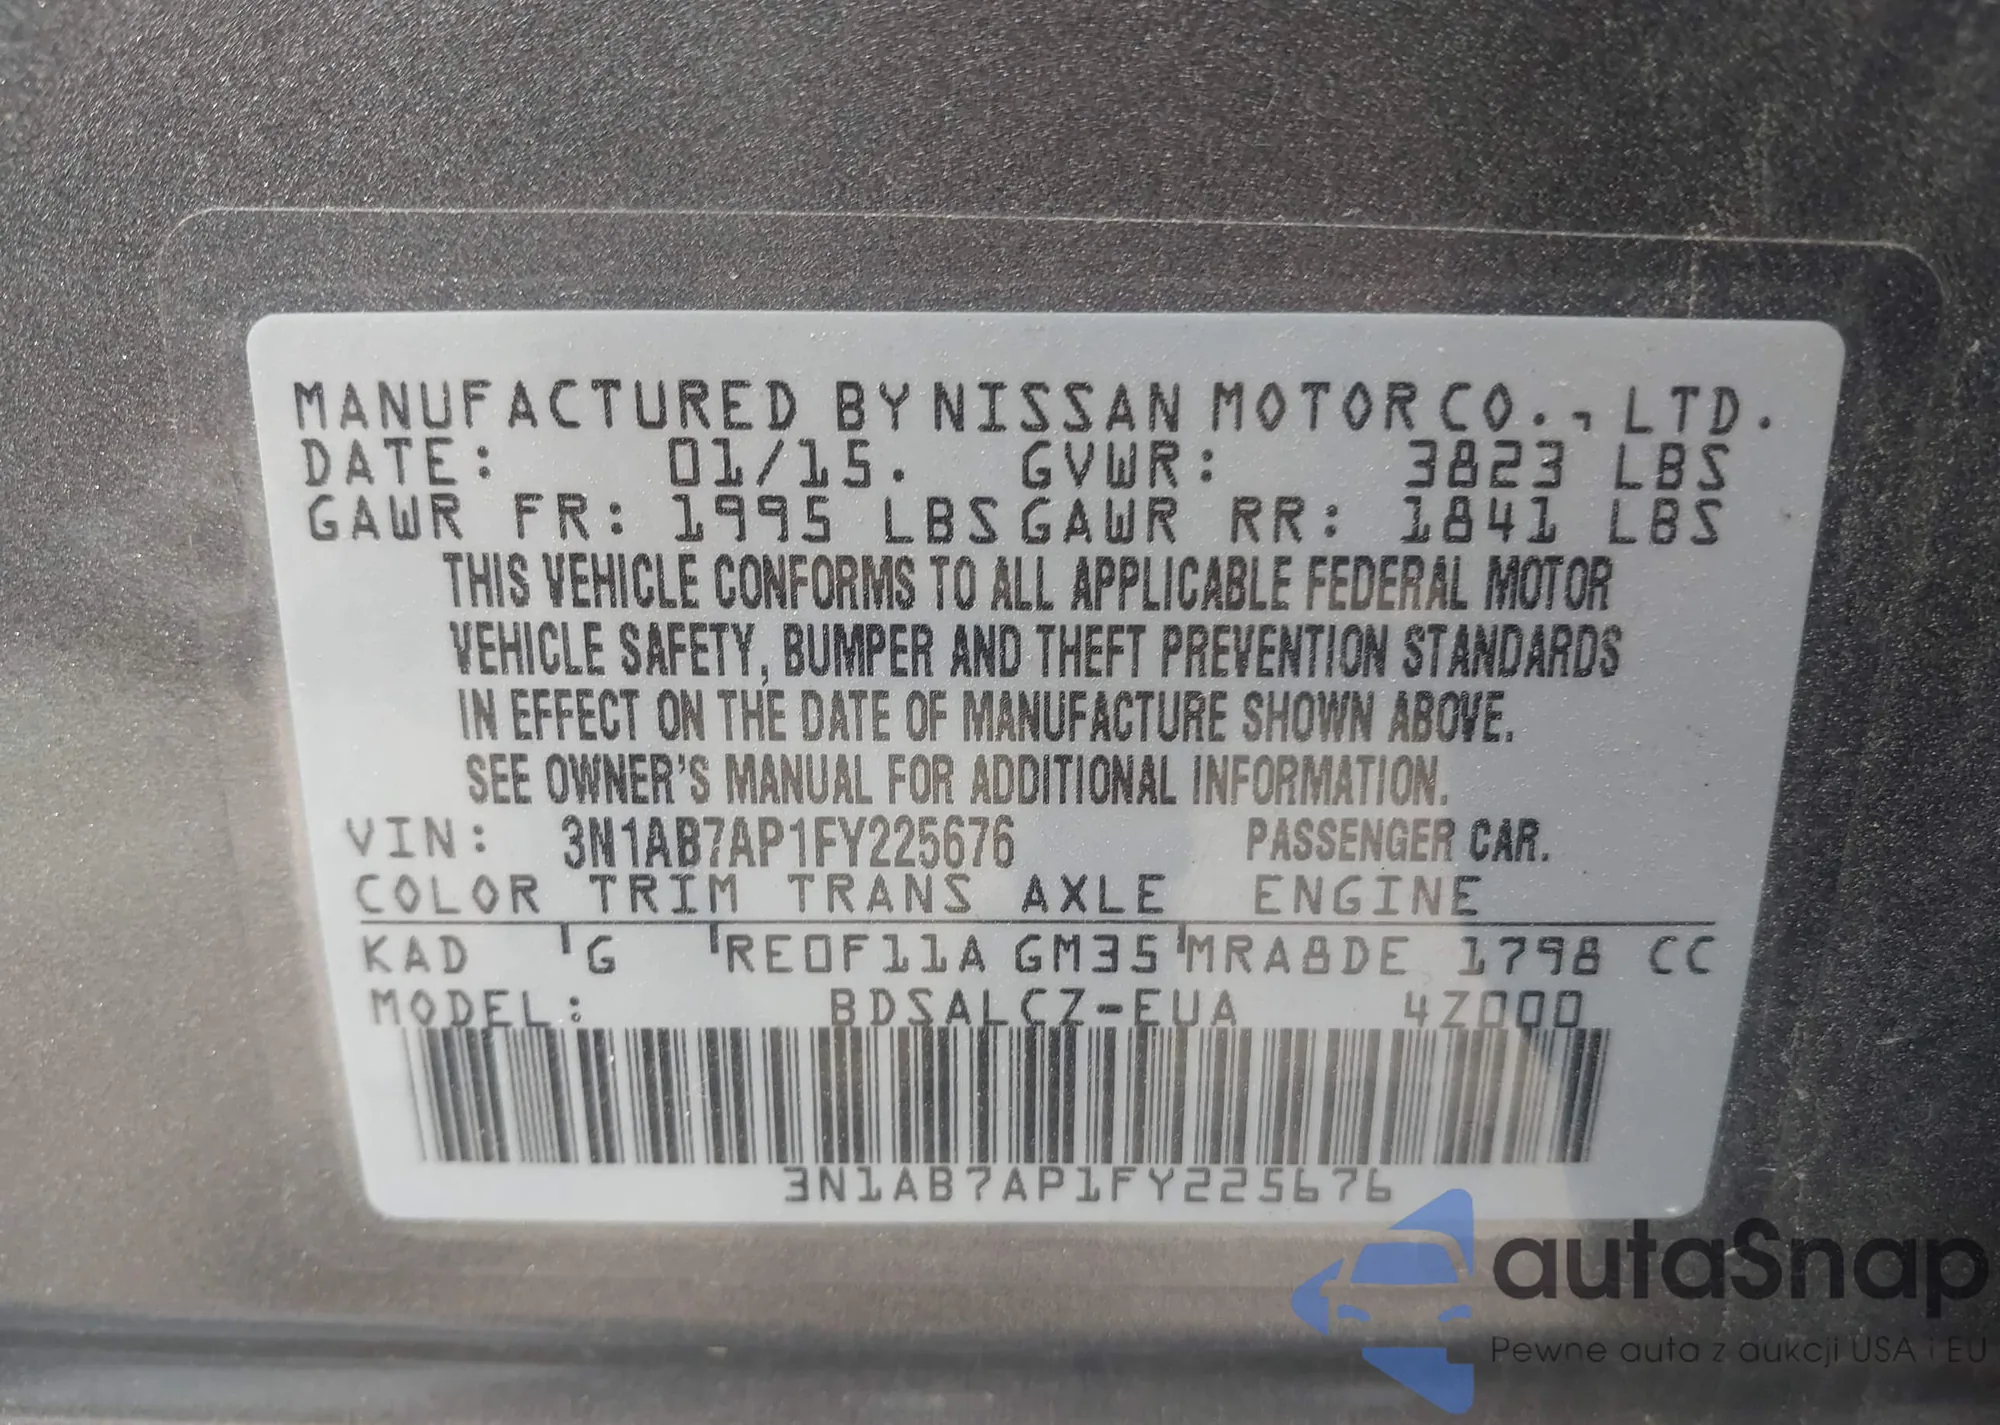 MANUFACTURED BY NISSAN MOTOR CO., LTD.
DATE: 01/15. GVWR: 3823 LBS
GAWR FR: 1995 LBS GAWR RR: 1841 LBS
THIS VEHICLE CONFORMS TO ALL APPLICABLE FEDERAL MOTOR
VEHICLE SAFETY, BUMPER AND THEFT PREVENTION STANDARDS
IN EFFECT ON THE DATE OF MANUFACTURE SHOWN ABOVE.
SEE OWNER'S MANUAL FOR ADDITIONAL INFORMATION.
VIN: 3N1AB7AP1FY225676 PASSENGER CAR.
COLOR TRIM TRANS AXLE ENGINE
KAD G RE0F11A GM35 MRA8DE 1798 CC
MODEL: BDSALCZ-EUA 4Z000
3N1AB7AP1FY225676
autaSnap
Pewne auta z aukcji USA i EU